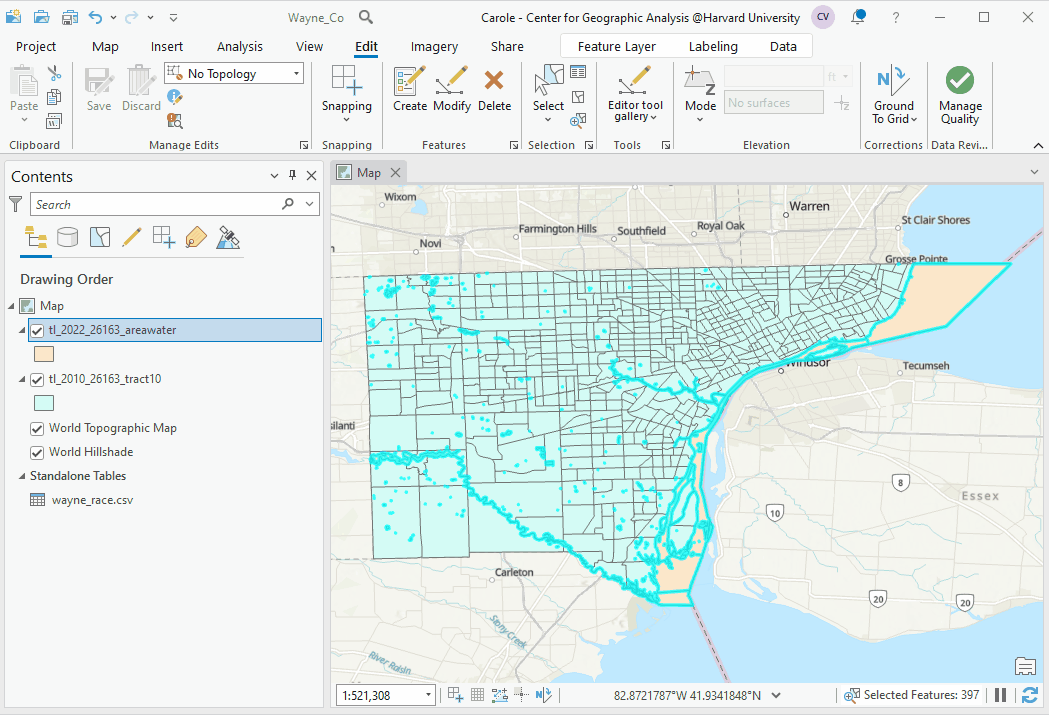 Wayne_Co
Carole - Center for Geographic Analysis @Harvard University
CV
?
Project
Map
Insert
Analysis
View
Edit
Imagery
Share
Feature Layer
Labeling
Data
Paste
Save
Discard
No Topology
Snapping
Create
Modify
Delete
Select
Editor tool
gallery
Mode
ft
No surfaces
Ground
To Grid
Manage
Quality
Clipboard
Manage Edits
Snapping
Features
Selection
Tools
Elevation
Corrections
Data Revi...
Contents
Search
Drawing Order
Map
tl_2022_26163_areawater
tl_2010_26163_tract10
World Topographic Map
World Hillshade
Standalone Tables
wayne_race.csv
Map
Wixom
Warren
Farmington Hills
Southfield
Royal Oak
St Clair Shores
Novi
Grosse Pointe
Windsor
Tecumseh
silanti
8
Essex
10
Carleton
20
20
Stony Creek
River Raisin
1:521,308
82.8721787°W 41.9341848°N
Selected Features: 397